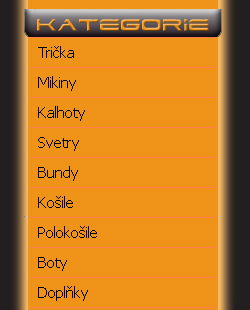 KATEGORIE
Trička
Mikiny
Kalhoty
Svetry
Bundy
Košile
Polokošile
Boty
Doplňky